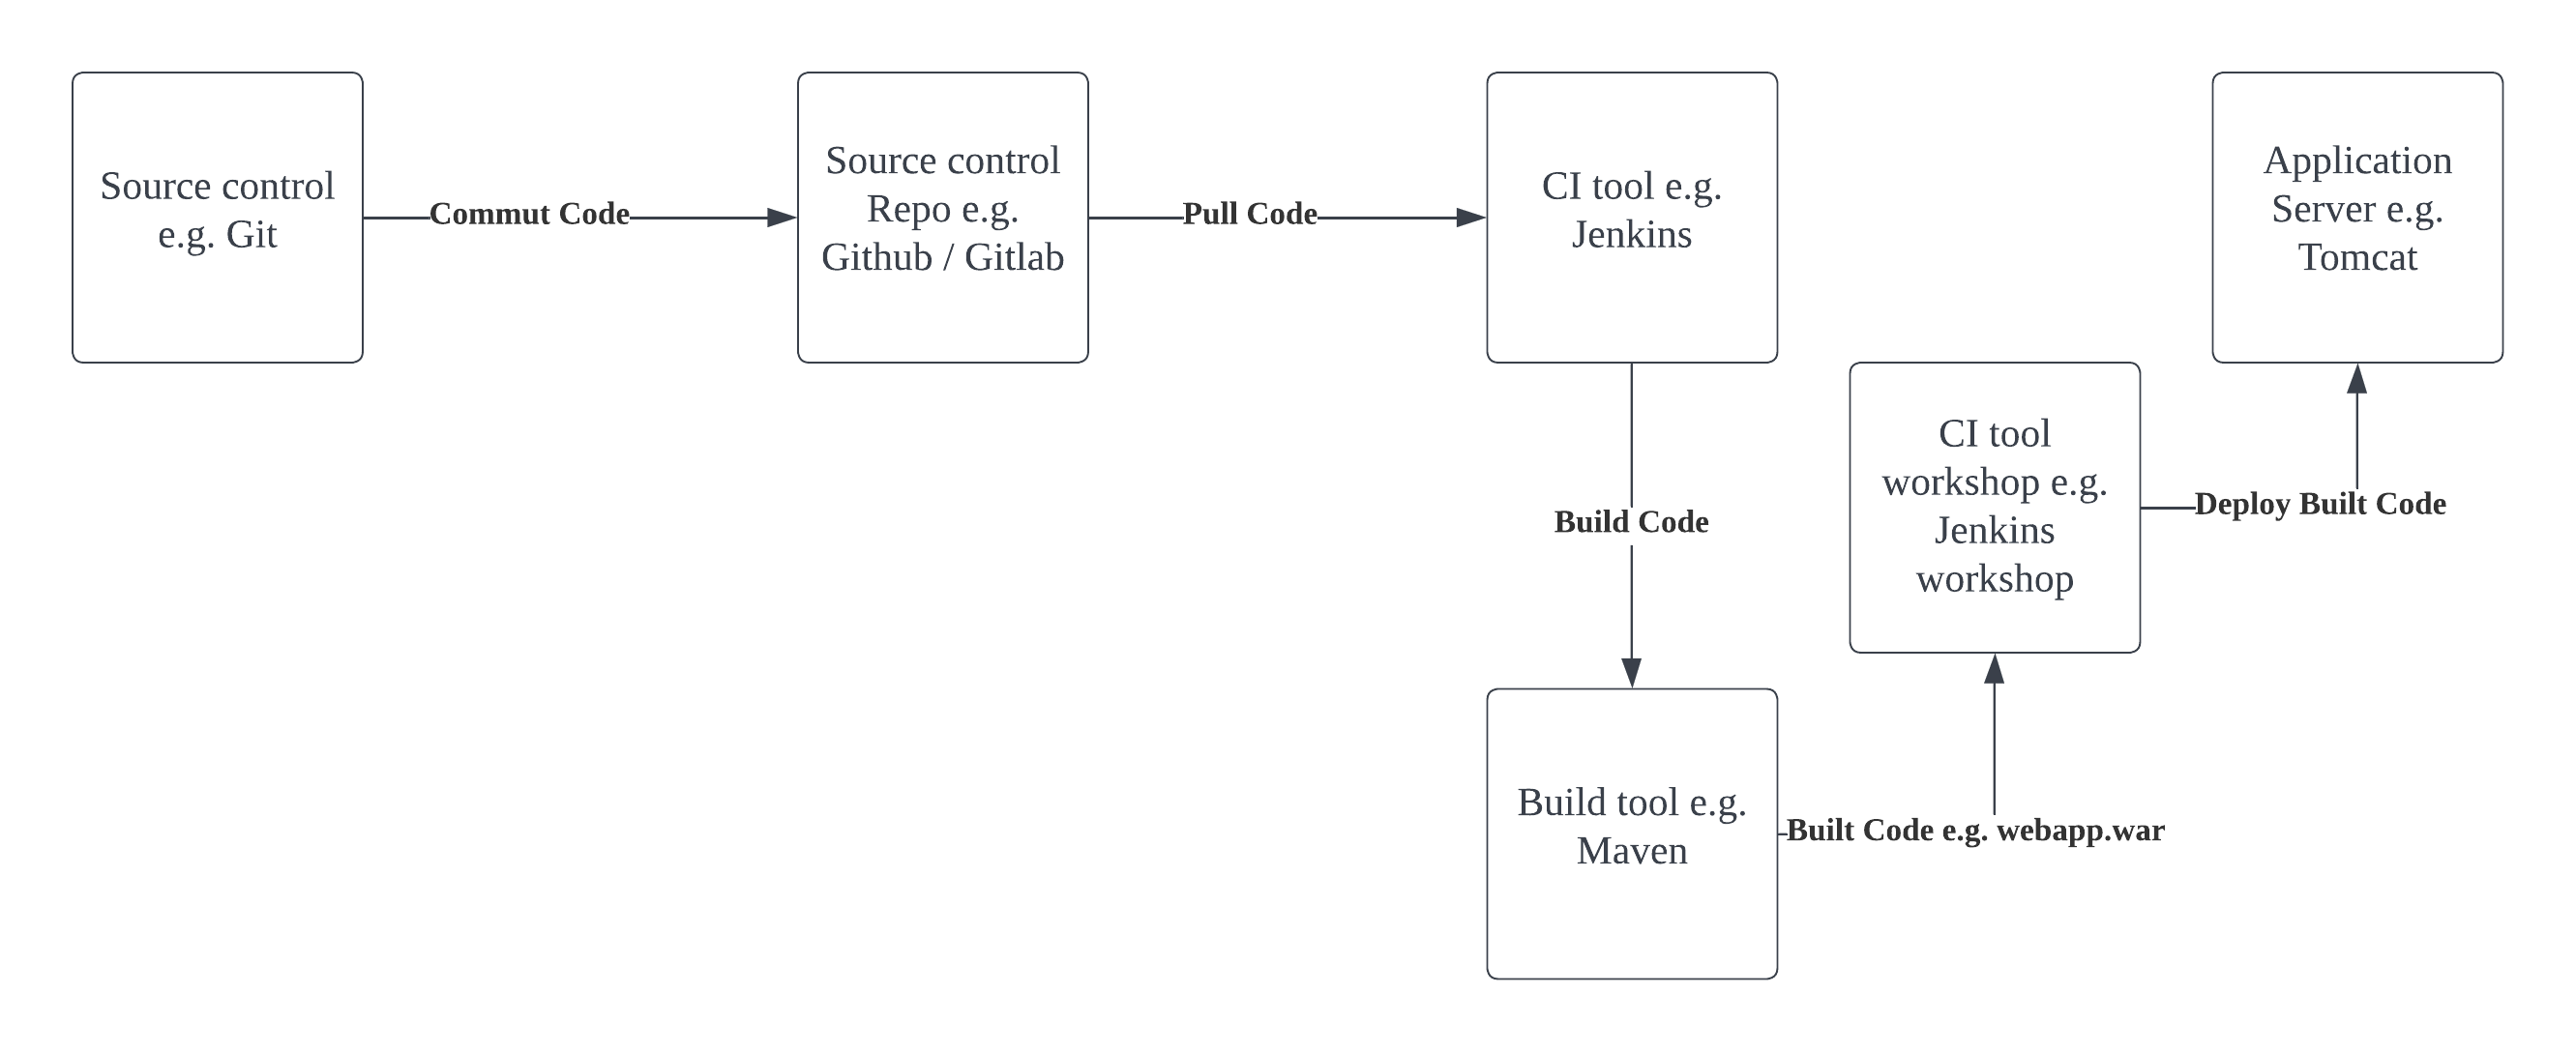 Source control
e.g. Git
Commut Code
Source control
Repo e.g.
Github / Gitlab
Pull Code
CI tool e.g.
Jenkins
Build Code
Build tool e.g.
Maven
Built Code e.g. webapp.war
CI tool
workshop e.g.
Jenkins
workshop
Deploy Built Code
Application
Server e.g.
Tomcat